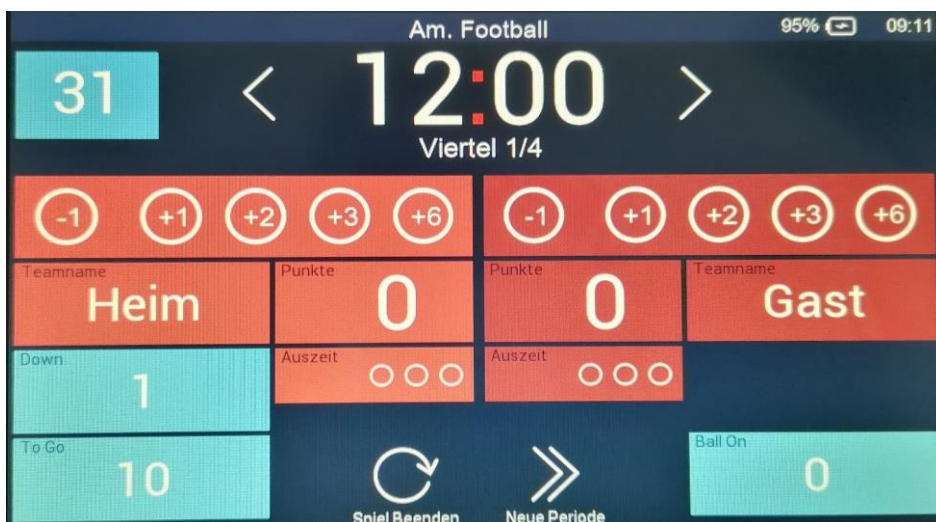 Am. Football
95% 09:11
31
< 12:00 >
Viertel 1/4
-1 +1 +2 +3 +6
-1 +1 +2 +3 +6
Teamname
Heim
Punkte
0
Punkte
0
Teamname
Gast
Down
1
Auszeit
Auszeit
To Go
10
Spiel Beenden
Neue Periode
Ball On
0